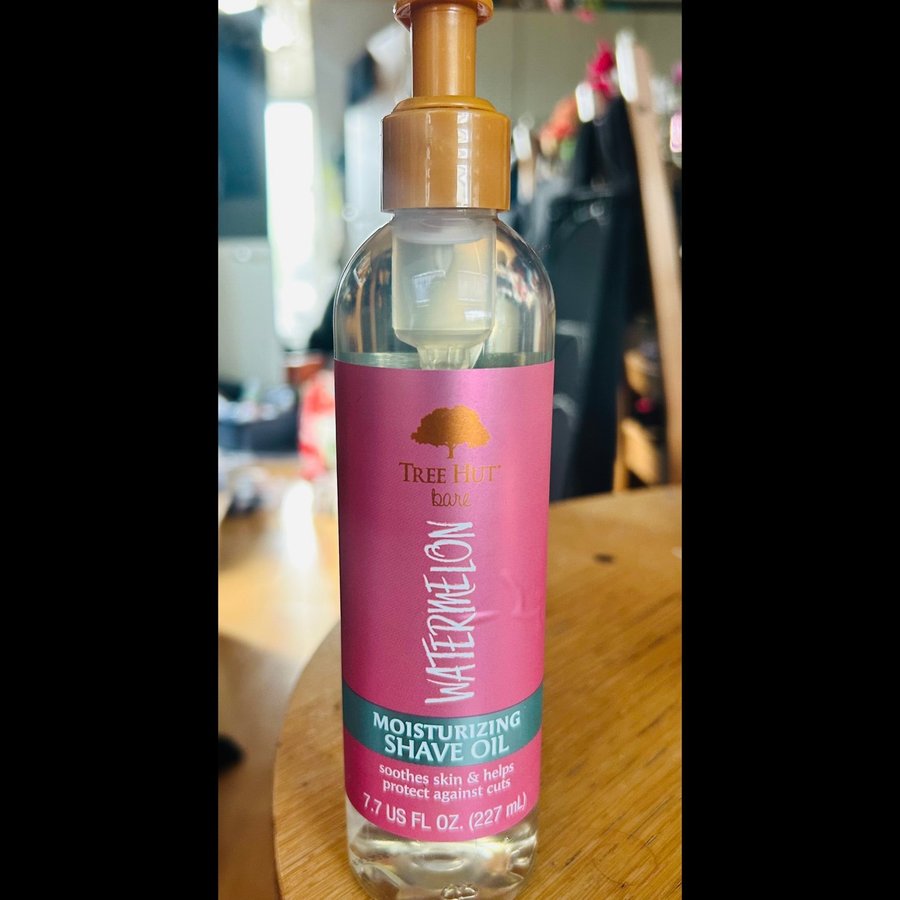 TREE HUT®
bare
WATERMELON
MOISTURIZING
SHAVE OIL
soothes skin & helps
protect against cuts
7.7 US FL OZ. (227 mL)